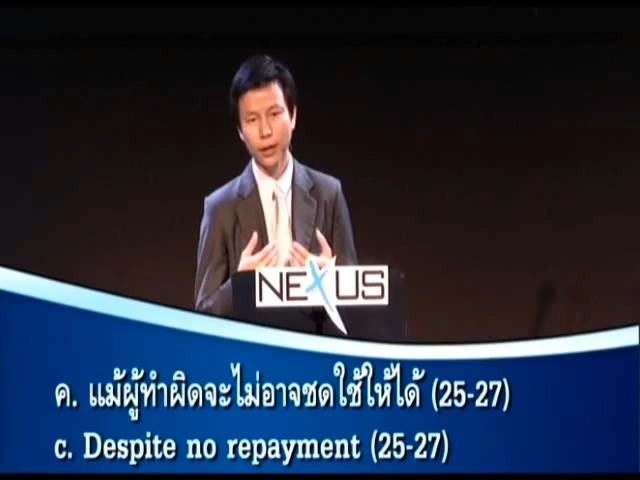 NEXUS
ค. แม้ผู้ทำผิดจะไม่อาจชดใช้ให้ได้ (25-27)
c. Despite no repayment (25-27)